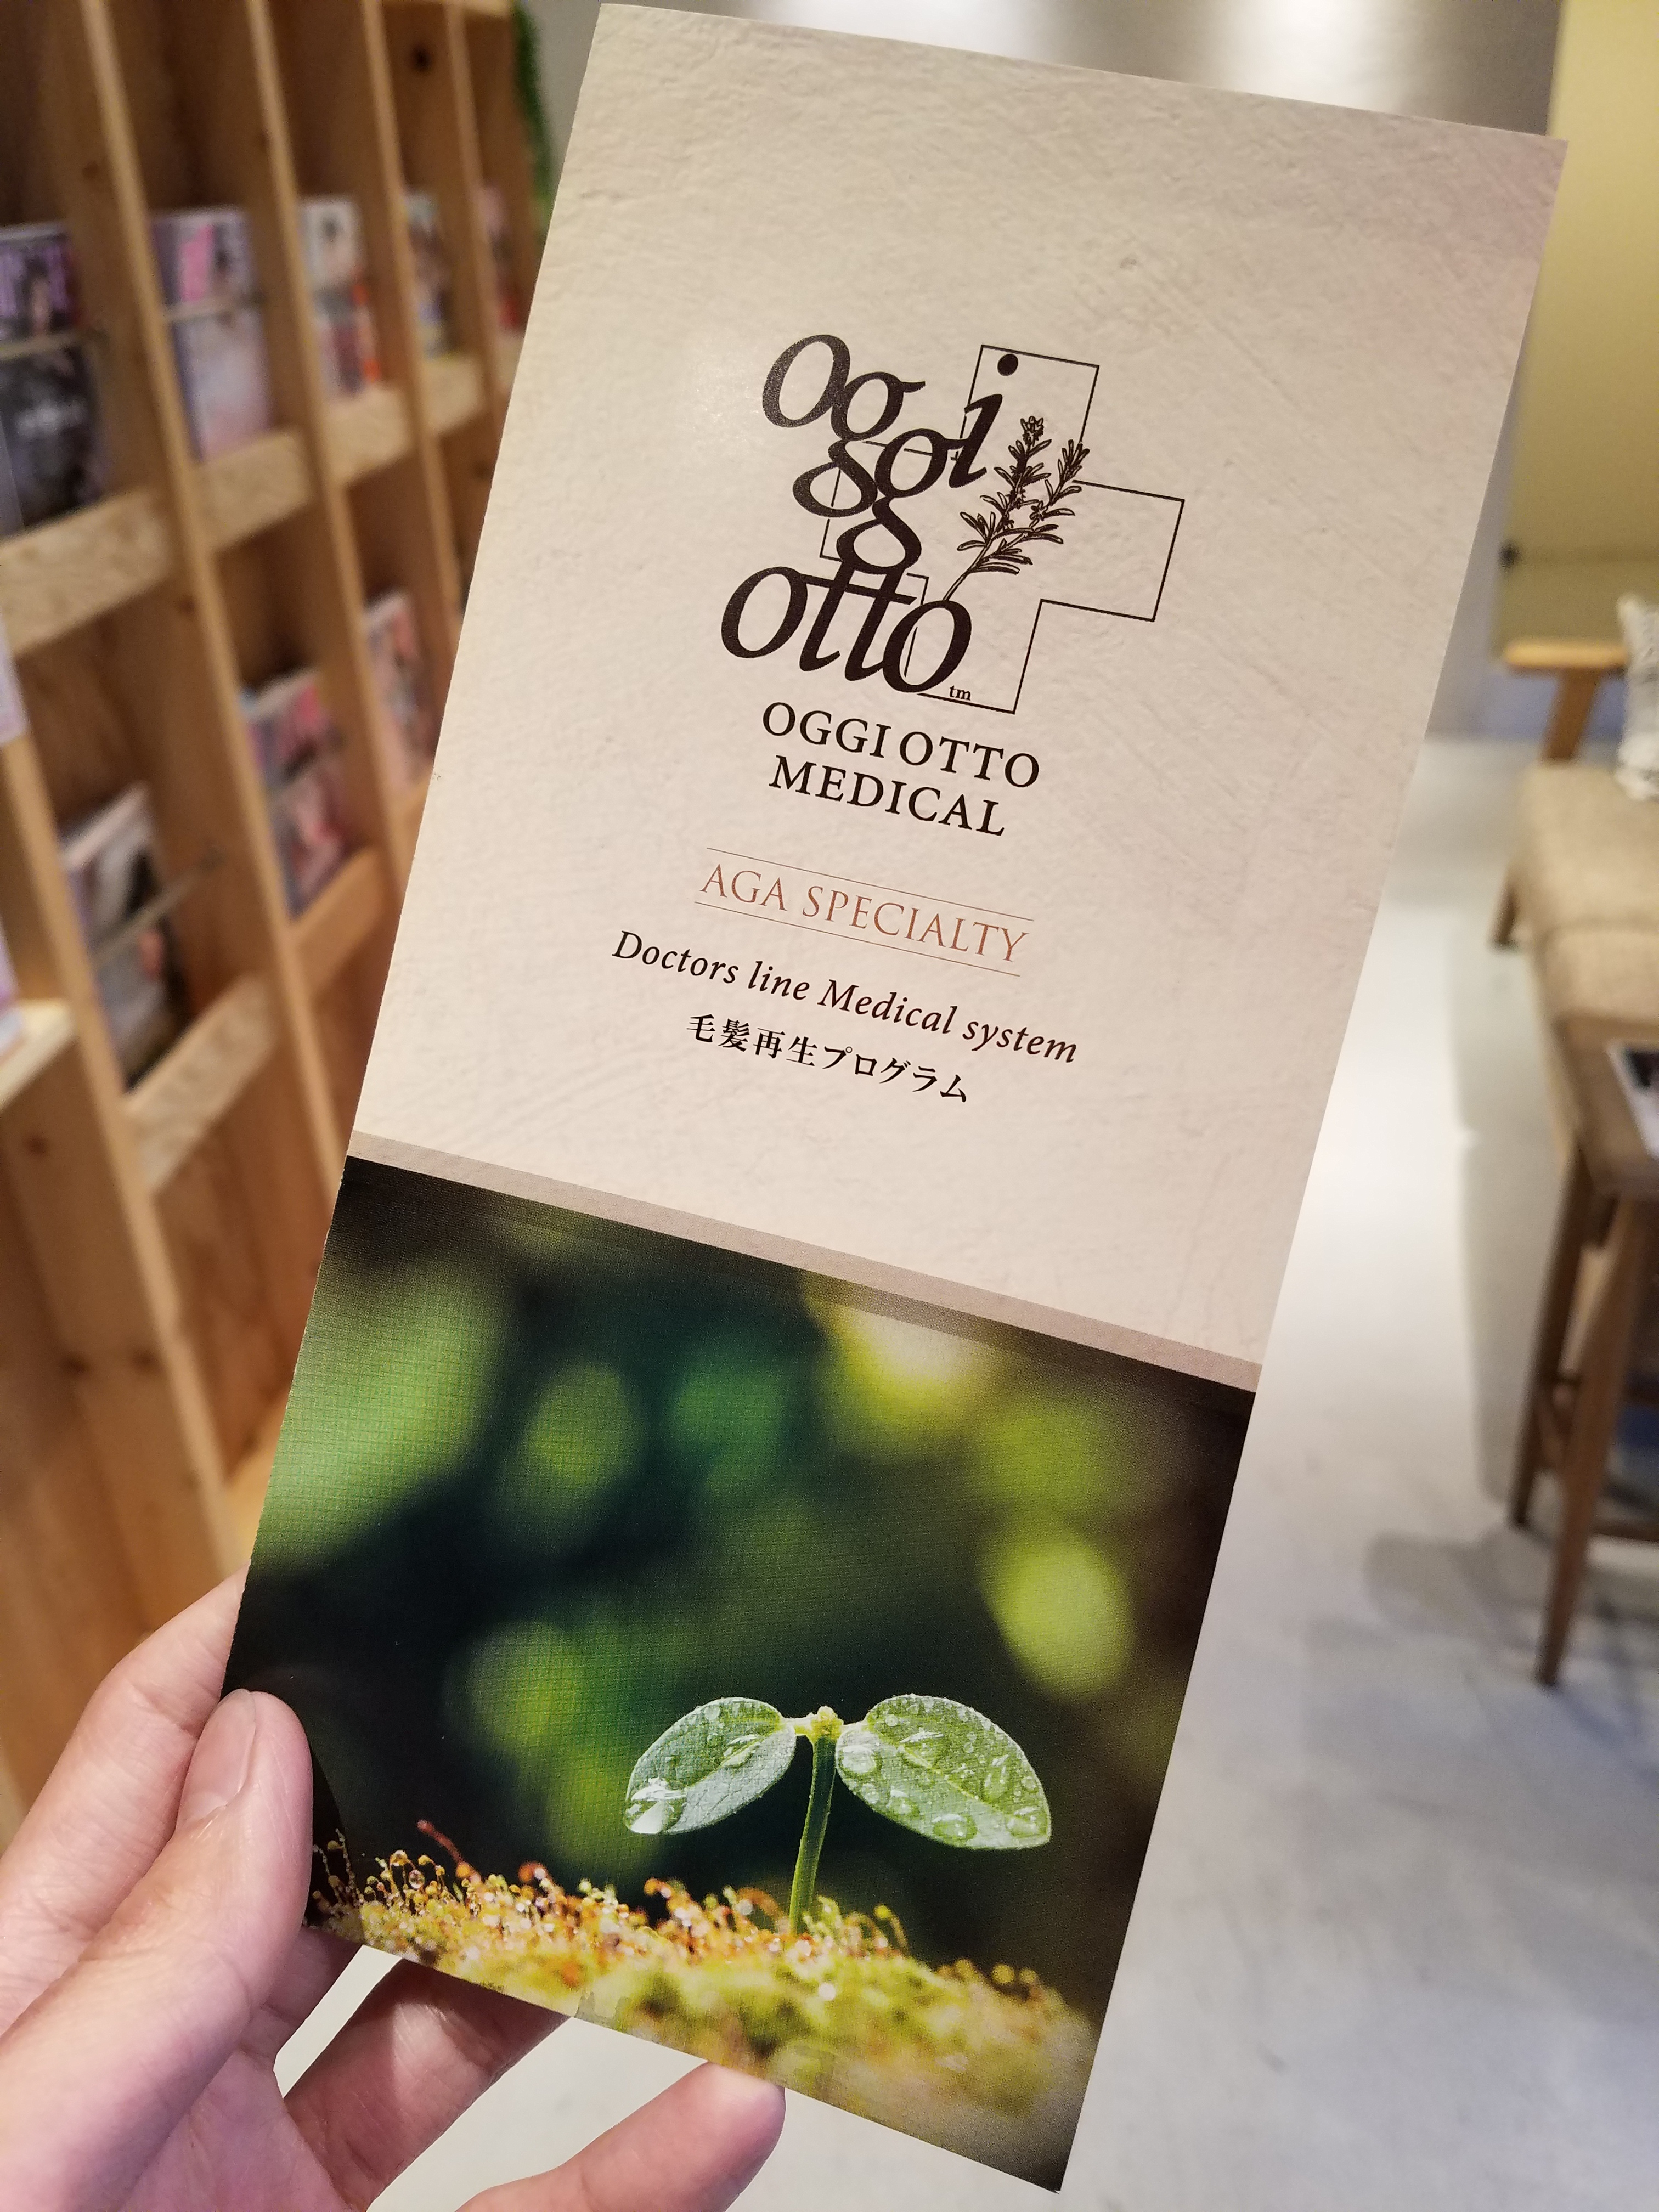 oggi
otto
tm
OGGI OTTO
MEDICAL
AGA SPECIALTY
Doctors line Medical system
毛髪再生プログラム